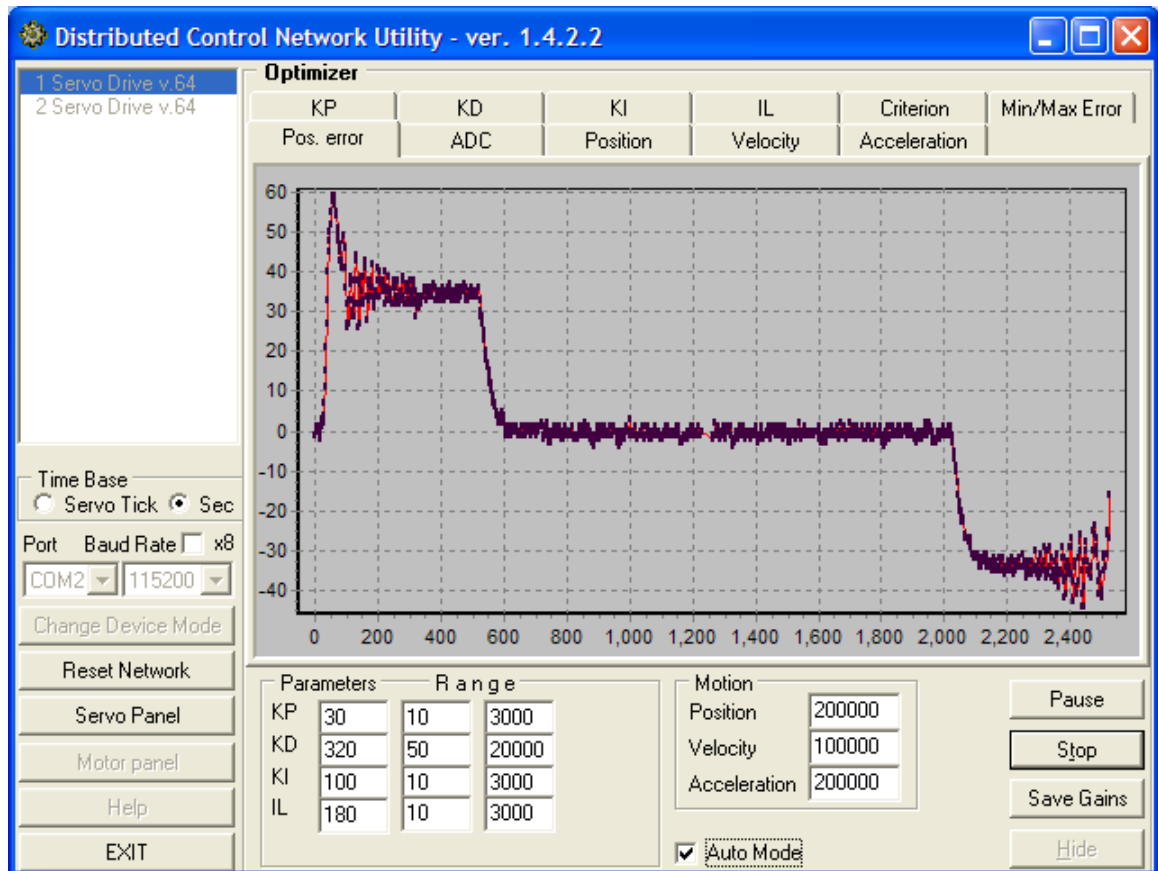 Distributed Control Network Utility - ver. 1.4.2.2
1 Servo Drive v.64
2 Servo Drive v.64
Time Base
Servo Tick Sec
Port Baud Rate x8
COM2 115200
Change Device Mode
Reset Network
Servo Panel
Motor panel
Help
EXIT
Optimizer
KP KD KI IL Criterion Min/Max Error
Pos. error ADC Position Velocity Acceleration
60
50
40
30
20
10
0
-10
-20
-30
-40
0 200 400 600 800 1,000 1,200 1,400 1,600 1,800 2,000 2,200 2,400
Parameters Range
KP 30 10 3000
KD 320 50 20000
KI 100 10 3000
IL 180 10 3000
Motion
Position 200000
Velocity 100000
Acceleration 200000
Auto Mode
Pause
Stop
Save Gains
Hide